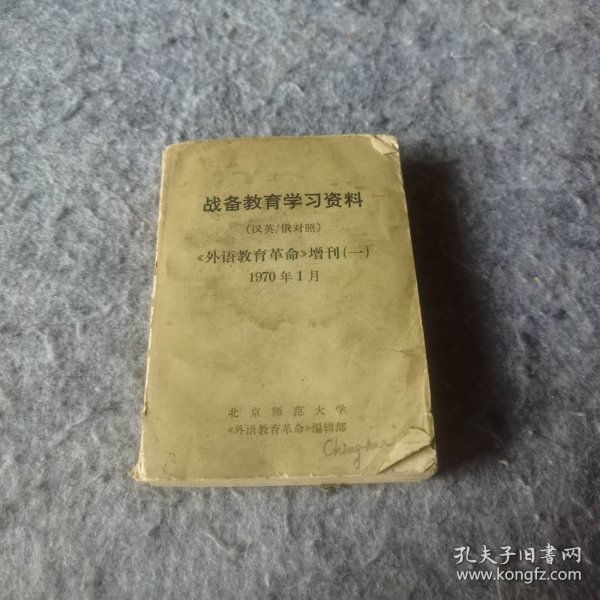 战备教育学习资料
(汉英/俄对照)
《外语教育革命》增刊(一)
1970年1月
北京师范大学
《外语教育革命》编辑部
Chinghua
孔夫子旧书网
www.kongfz.com